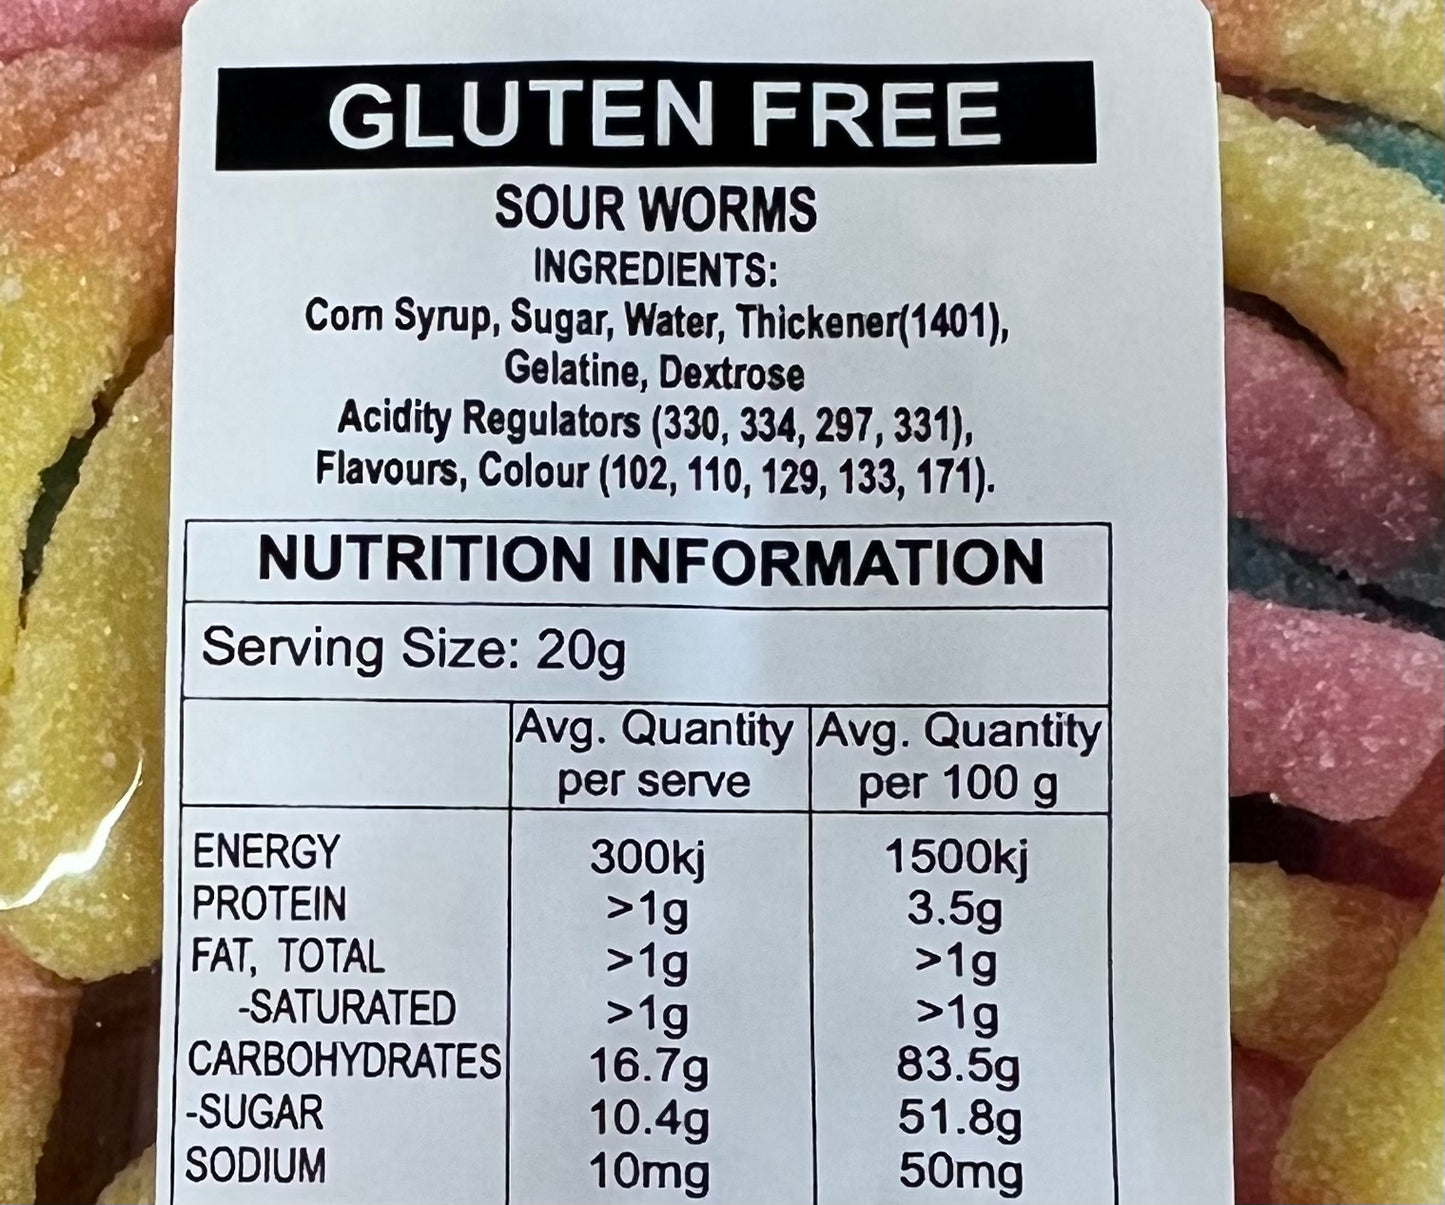 GLUTEN FREE
SOUR WORMS
INGREDIENTS:
Corn Syrup, Sugar, Water, Thickener(1401),
Gelatine, Dextrose
Acidity Regulators (330, 334, 297, 331),
Flavours, Colour (102, 110, 129, 133, 171).
NUTRITION INFORMATION
Serving Size: 20g
Avg. Quantity per serve Avg. Quantity per 100 g
ENERGY 300kj 1500kj
PROTEIN >1g 3.5g
FAT, TOTAL >1g >1g
-SATURATED >1g >1g
CARBOHYDRATES 16.7g 83.5g
-SUGAR 10.4g 51.8g
SODIUM 10mg 50mg